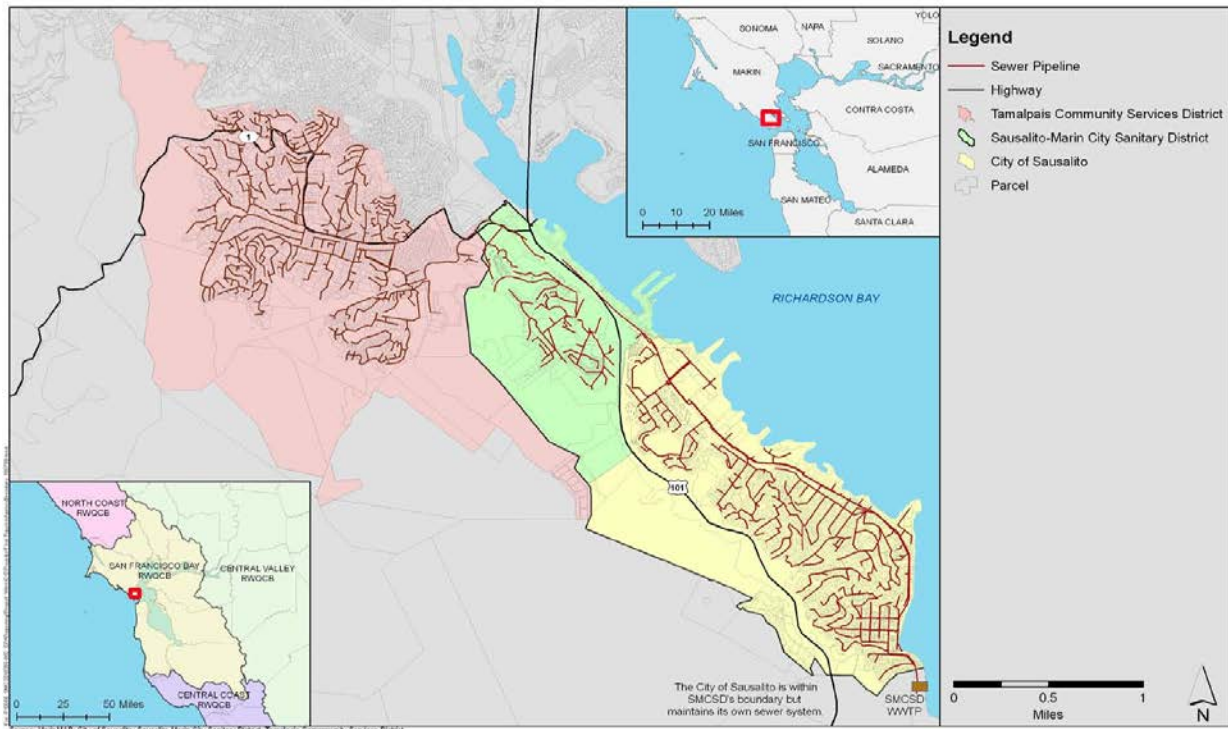 SONOMA
NAPA
YOLO
SOLANO
SACRAMENTO
MARIN
CONTRA COSTA
SAN FRANCISCO
ALAMEDA
SAN MATEO
SANTA CLARA
0 10 20 Miles
1
RICHARDSON BAY
101
NORTH COAST
RWQCB
SAN FRANCISCO BAY
RWQCB
CENTRAL VALLEY
RWQCB
CENTRAL COAST
RWQCB
0 25 50 Miles
The City of Sausalito is within
SMCSD's boundary but
maintains its own sewer system.
SMCSD
WWTP
Legend
Sewer Pipeline
Highway
Tamalpais Community Services District
Sausalito-Marin City Sanitary District
City of Sausalito
Parcel
0 0.5 1
Miles
N